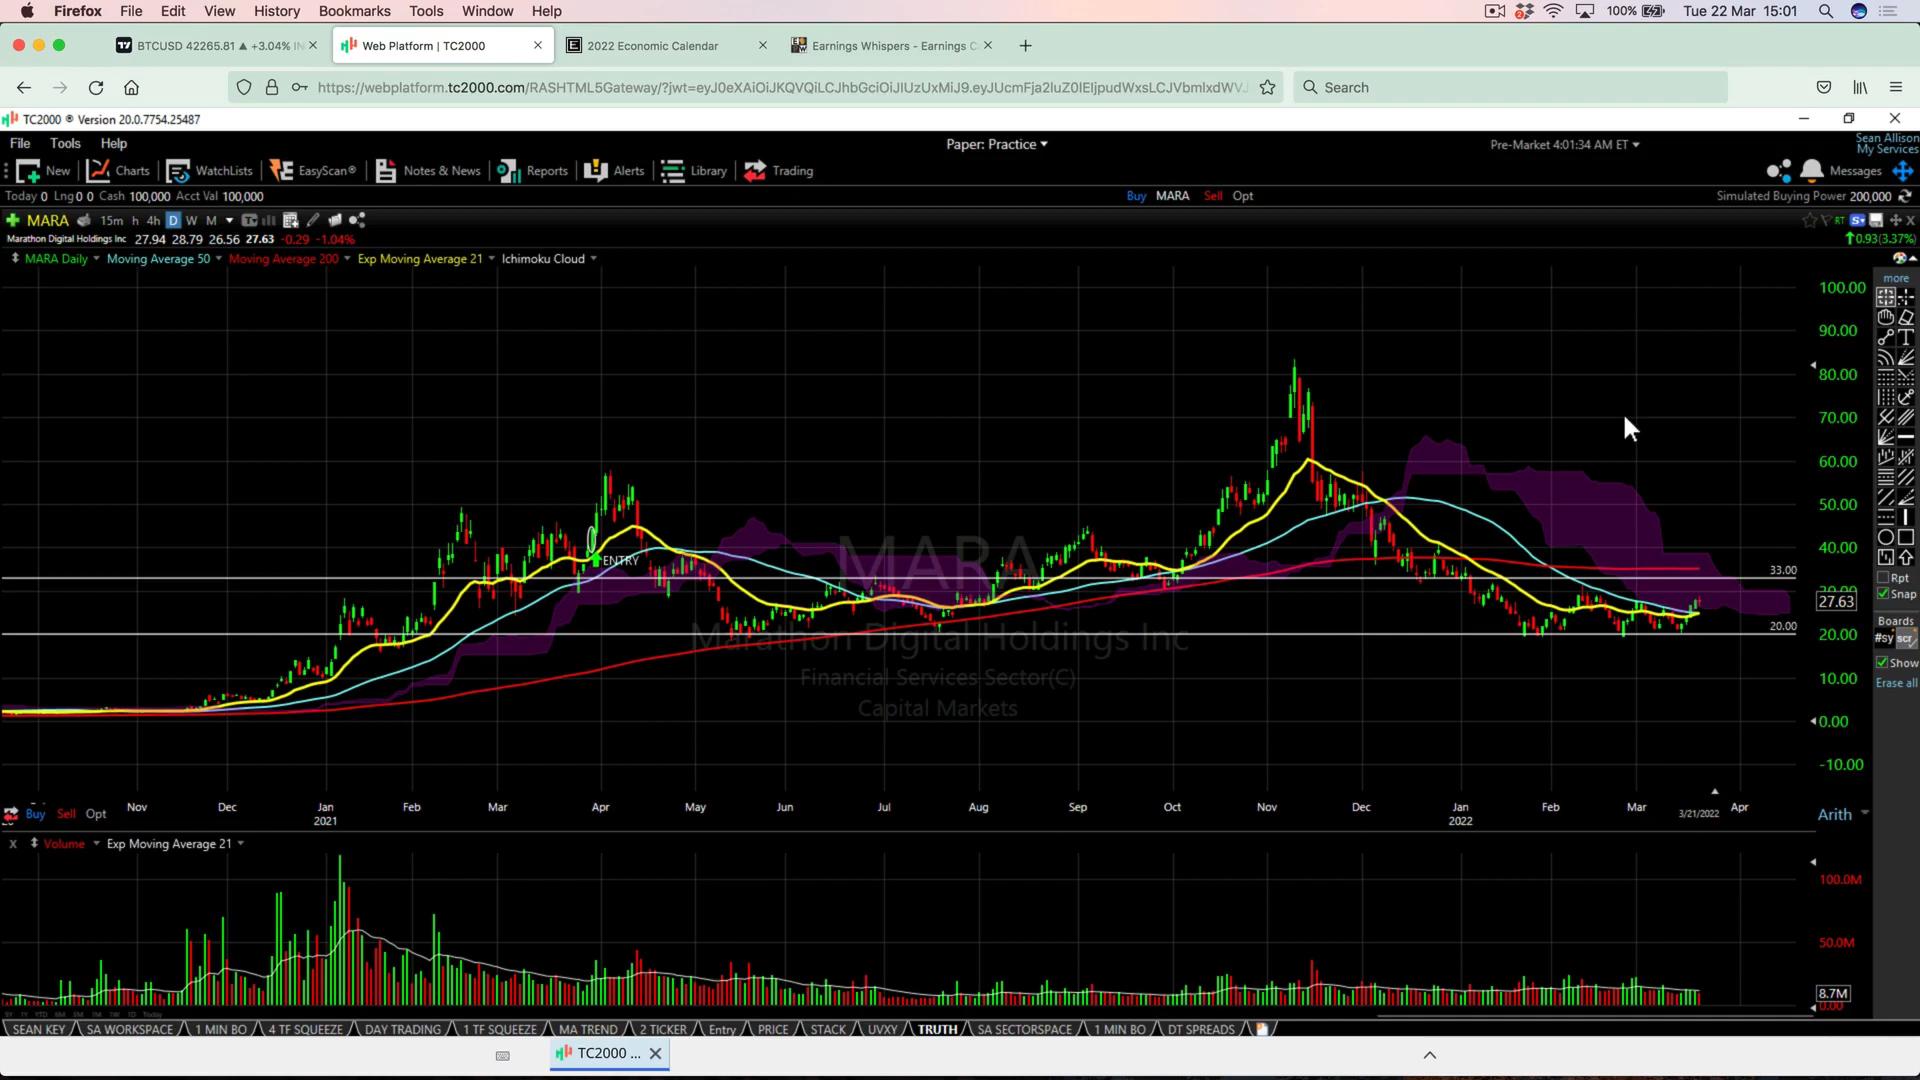 Firefox File Edit View History Bookmarks Tools Window Help 100% Tue 22 Mar 15:01
BTCUSD 42265.81 ▲ +3.04% Web Platform | TC2000 2022 Economic Calendar Earnings Whispers - Earnings C
Search
TC2000 ® Version 20.0.7754.25487
File Tools Help Paper: Practice Pre-Market 4:01:34 AM ET Sean Allison
My Services
New Charts WatchLists EasyScan® Notes & News Reports Alerts Library Trading Messages
Today 0 Lng 0 0 Cash 100,000 Acct Val 100,000 Buy MARA Sell Opt Simulated Buying Power 200,000
MARA 15m h 4h D W M RT
Marathon Digital Holdings Inc 27.94 28.79 26.56 27.63 -0.29 -1.04% 0.93(3.37%)
MARA Daily Moving Average 50 Moving Average 200 Exp Moving Average 21 Ichimoku Cloud
more
100.00
90.00
80.00
70.00
60.00
50.00
40.00
33.00
27.63
20.00
20.00
10.00
0.00
-10.00
ENTRY
MARA
Marathon Digital Holdings Inc
Financial Services Sector(C)
Capital Markets
Rpt
Snap
Boards
#sy scr
Show
Erase all
Nov Dec Jan Feb Mar Apr May Jun Jul Aug Sep Oct Nov Dec Jan Feb Mar Apr
2021 2022 3/21/2022
Buy Sell Opt Arith
X Volume Exp Moving Average 21
100.0M
50.0M
8.7M
0.00
SEAN KEY SA WORKSPACE 1 MIN BO 4 TF SQUEEZE DAY TRADING 1 TF SQUEEZE MA TREND 2 TICKER Entry PRICE STACK UVXY TRUTH SA SECTORSPACE 1 MIN BO DT SPREADS
TC2000 ...